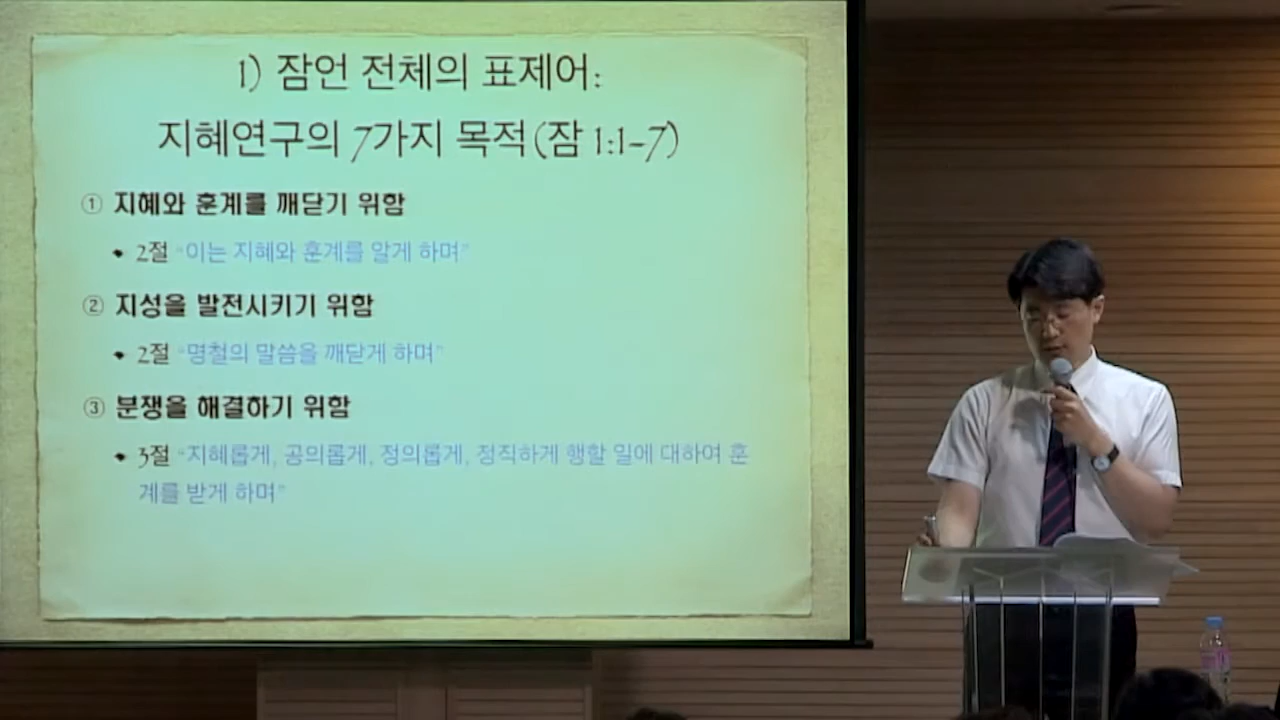 1) 잠언 전체의 표제어:
지혜연구의 7가지 목적(잠 1:1-7)
① 지혜와 훈계를 깨닫기 위함
2절 “이는 지혜와 훈계를 알게 하며”
② 지성을 발전시키기 위함
2절 “명철의 말씀을 깨닫게 하며”
③ 분쟁을 해결하기 위함
3절 “지혜롭게, 공의롭게, 정의롭게, 정직하게 행할 일에 대하여 훈
계를 받게 하며”